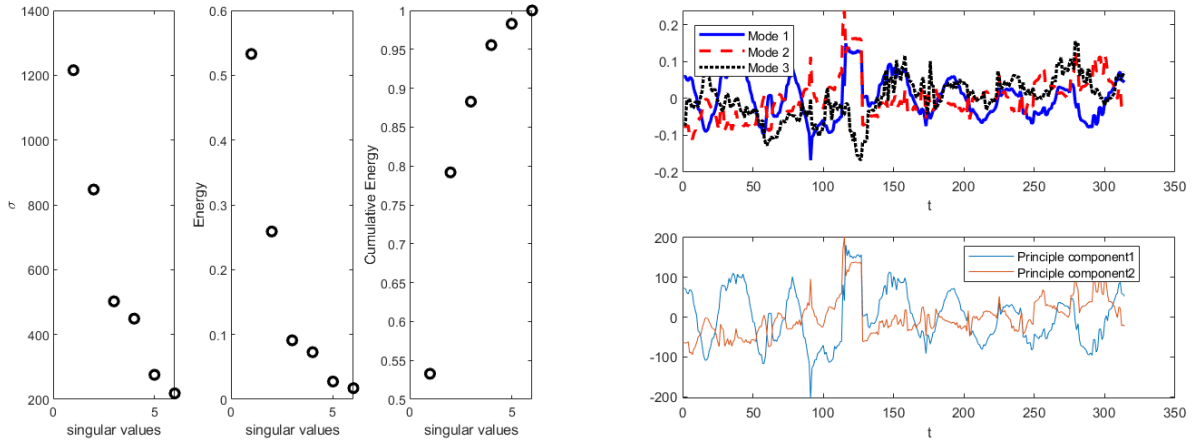 1400
1200
1000
800
600
400
200
σ
0
5
singular values
0.6
0.5
0.4
0.3
0.2
0.1
0
Energy
0
5
singular values
1
0.95
0.9
0.85
0.8
0.75
0.7
0.65
0.6
0.55
0.5
Cumulative Energy
0
5
singular values
Mode 1
Mode 2
Mode 3
0.2
0.1
0
-0.1
-0.2
0 50 100 150 200 250 300 350
t
Principle component1
Principle component2
200
100
0
-100
-200
0 50 100 150 200 250 300 350
t